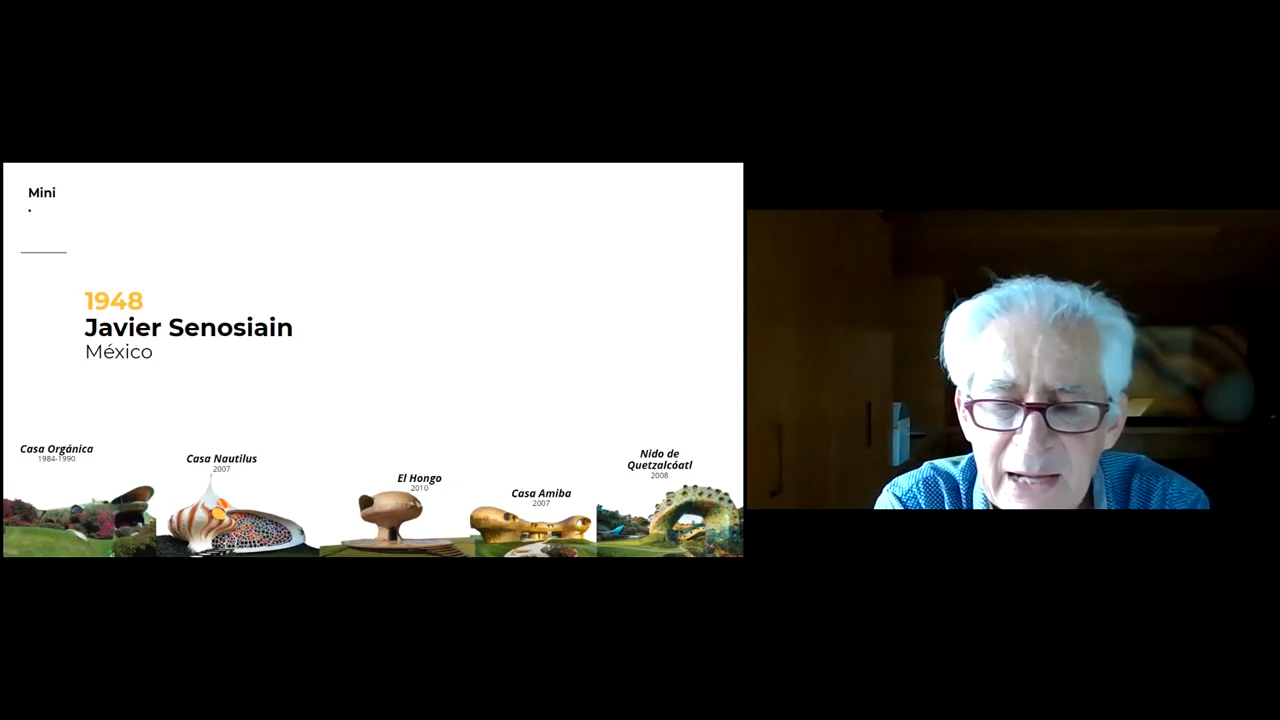 Mini
.
1948
Javier Senosiain
México
Casa Orgánica
1984-1990
Casa Nautilus
2007
El Hongo
2010
Casa Amiba
2007
Nido de
Quetzalcóatl
2008